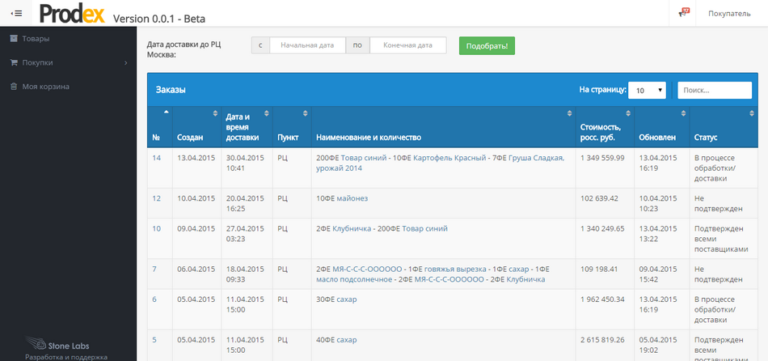 Prodex Version 0.0.1 - Beta
Покупатель
Товары
Покупки
Моя корзина
Дата доставки до РЦ
Москва:
с Начальная дата по Конечная дата Подобрать!
Заказы На страницу: 10 Поиск...
№ Создан Дата и время доставки Пункт Наименование и количество Стоимость, росс. руб. Обновлен Статус
14 13.04.2015 30.04.2015 РЦ 200ФЕ Товар синий - 10ФЕ Картофель Красный - 7ФЕ Груша Сладкая, 1 349 559.99 13.04.2015 В процессе
10:41 урожай 2014 16:19 обработки/
доставки
12 10.04.2015 20.04.2015 РЦ 10ФЕ майонез 102 639.42 10.04.2015 Не
16:25 10:23 подтвержден
10 09.04.2015 27.04.2015 РЦ 2ФЕ Клубничка - 200ФЕ Товар синий 1 340 249.65 13.04.2015 Подтвержден
03:23 13:22 всеми
поставщиками
7 06.04.2015 18.04.2015 РЦ 2ФЕ МЯ-С-С-С-ОООООО - 1ФЕ говяжья вырезка - 1ФЕ сахар - 1ФЕ 109 198.41 09.04.2015 Не
09:33 масло подсолнечное - 2ФЕ МЯ-С-С-С-ОООООО - 2ФЕ Клубничка 15:42 подтвержден
6 05.04.2015 11.04.2015 РЦ 30ФЕ сахар 1 962 450.34 13.04.2015 В процессе
15:00 16:19 обработки/
доставки
5 05.04.2015 11.04.2015 РЦ 40ФЕ сахар 2 615 819.26 05.04.2015 Подтвержден
15:00 19:02 всеми
поставщиками
Stone Labs
Разработка и поддержка